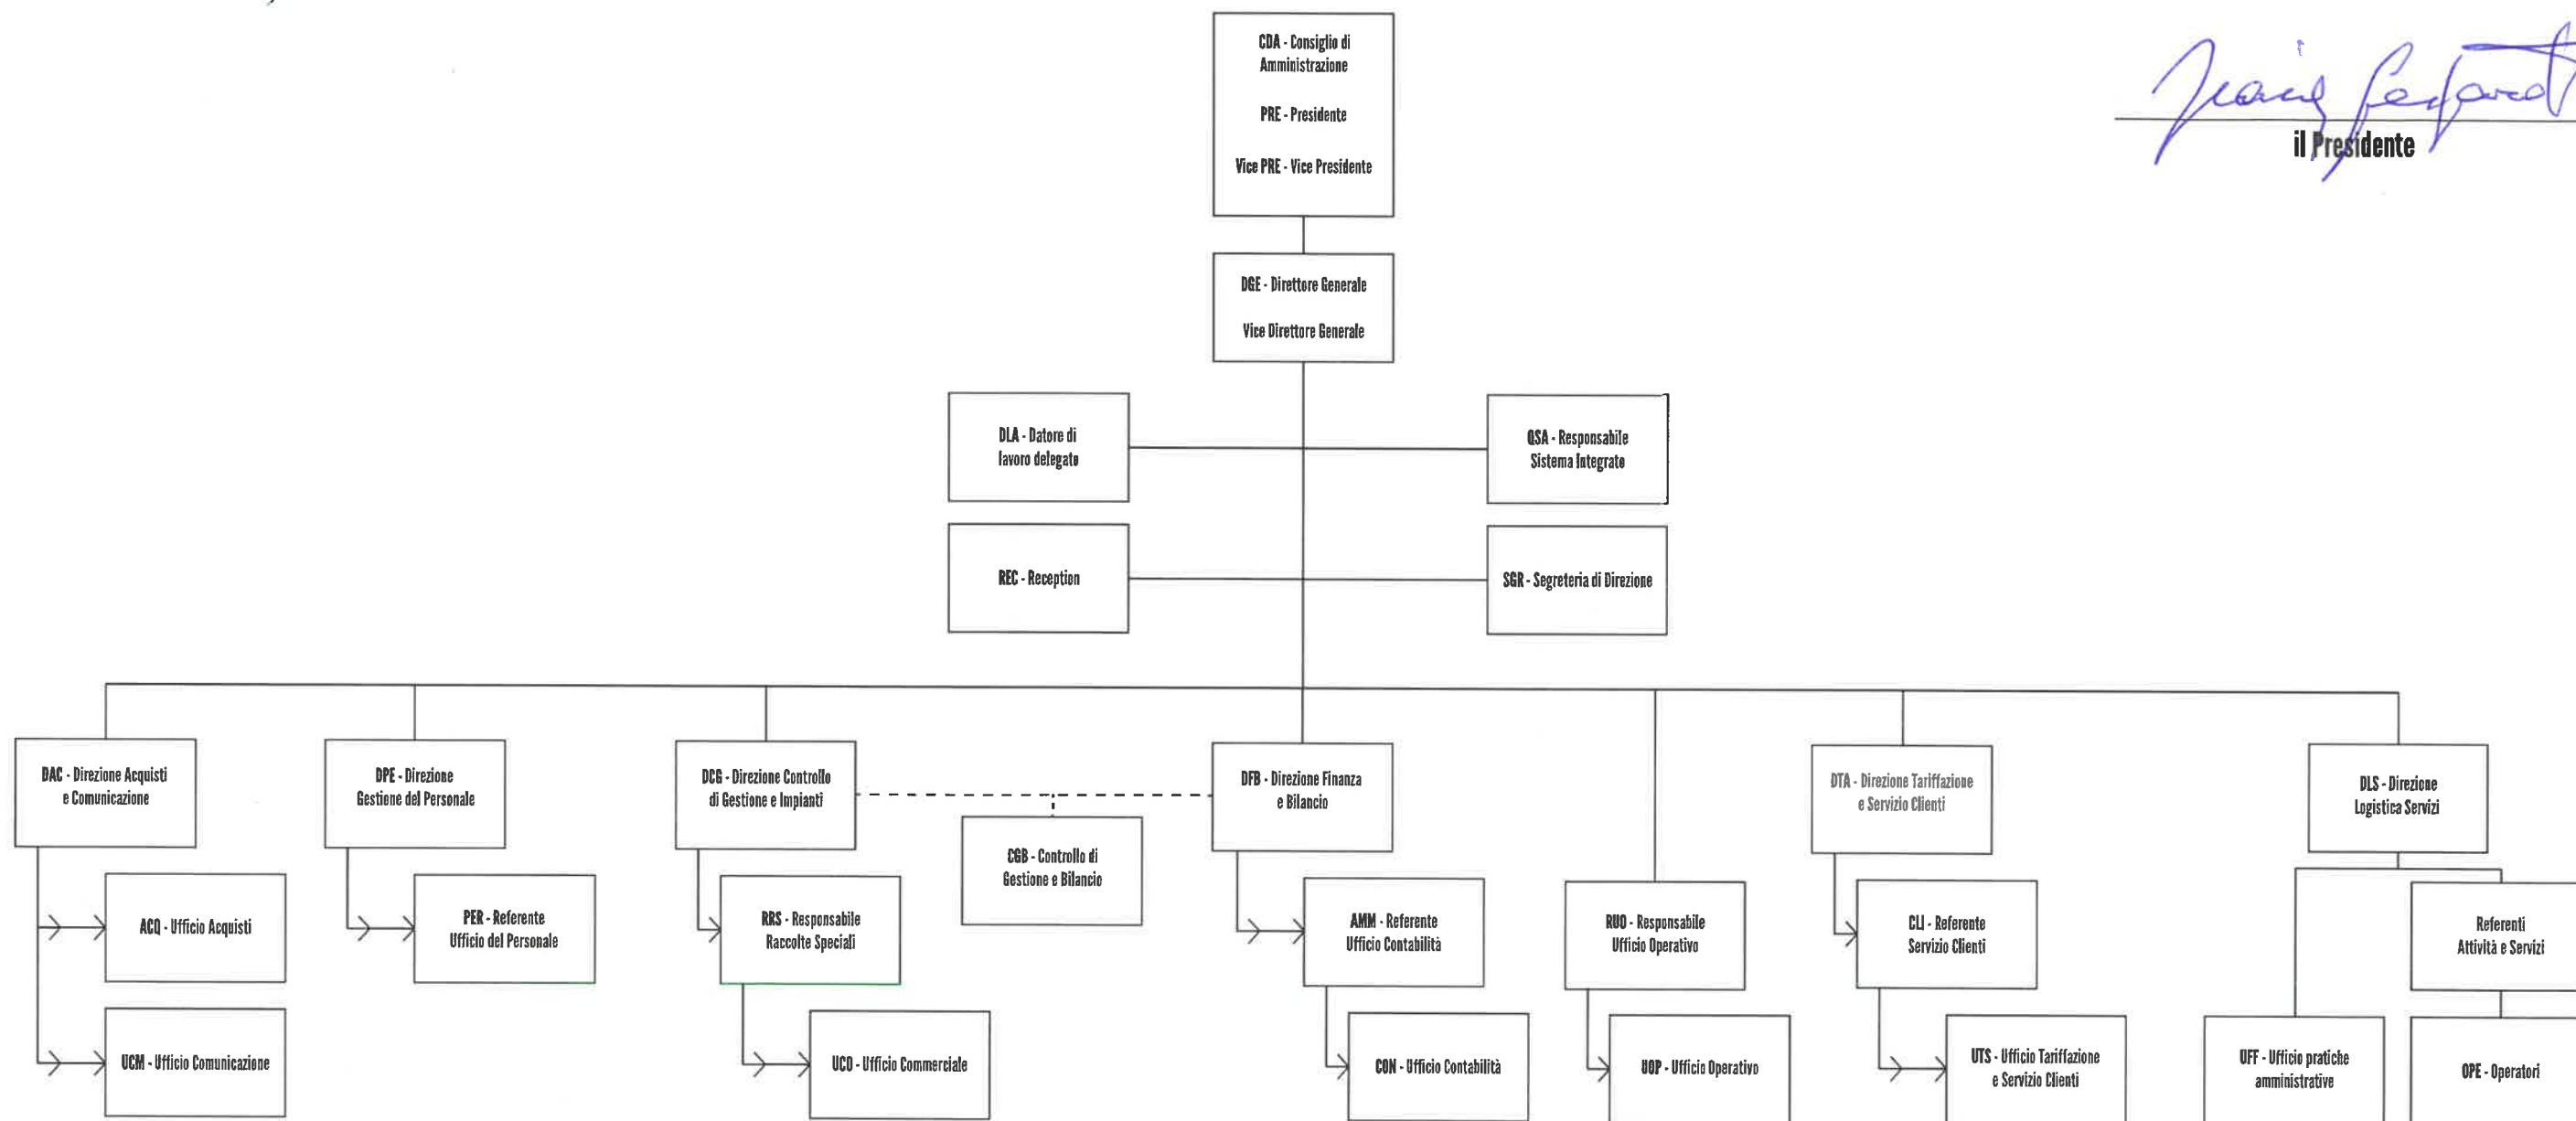 CDA - Consiglio di
Amministrazione
PRE - Presidente
Vice PRE - Vice Presidente
il Presidente
DGE - Direttore Generale
Vice Direttore Generale
DLA - Datore di
lavoro delegato
QSA - Responsabile
Sistema Integrato
REC - Reception
SGR - Segreteria di Direzione
DAC - Direzione Acquisti
e Comunicazione
DPE - Direzione
Gestione del Personale
DCG - Direzione Controllo
di Gestione e Impianti
DFB - Direzione Finanza
e Bilancio
DTA - Direzione Tariffazione
e Servizio Clienti
DLS - Direzione
Logistica Servizi
CGB - Controllo di
Gestione e Bilancio
ACQ - Ufficio Acquisti
PER - Referente
Ufficio del Personale
RRS - Responsabile
Raccolte Speciali
AMM - Referente
Ufficio Contabilità
RUO - Responsabile
Ufficio Operativo
CLI - Referente
Servizio Clienti
Referenti
Attività e Servizi
UCM - Ufficio Comunicazione
UCO - Ufficio Commerciale
CON - Ufficio Contabilità
UOP - Ufficio Operativo
UTS - Ufficio Tariffazione
e Servizio Clienti
UFF - Ufficio pratiche
amministrative
OPE - Operatori